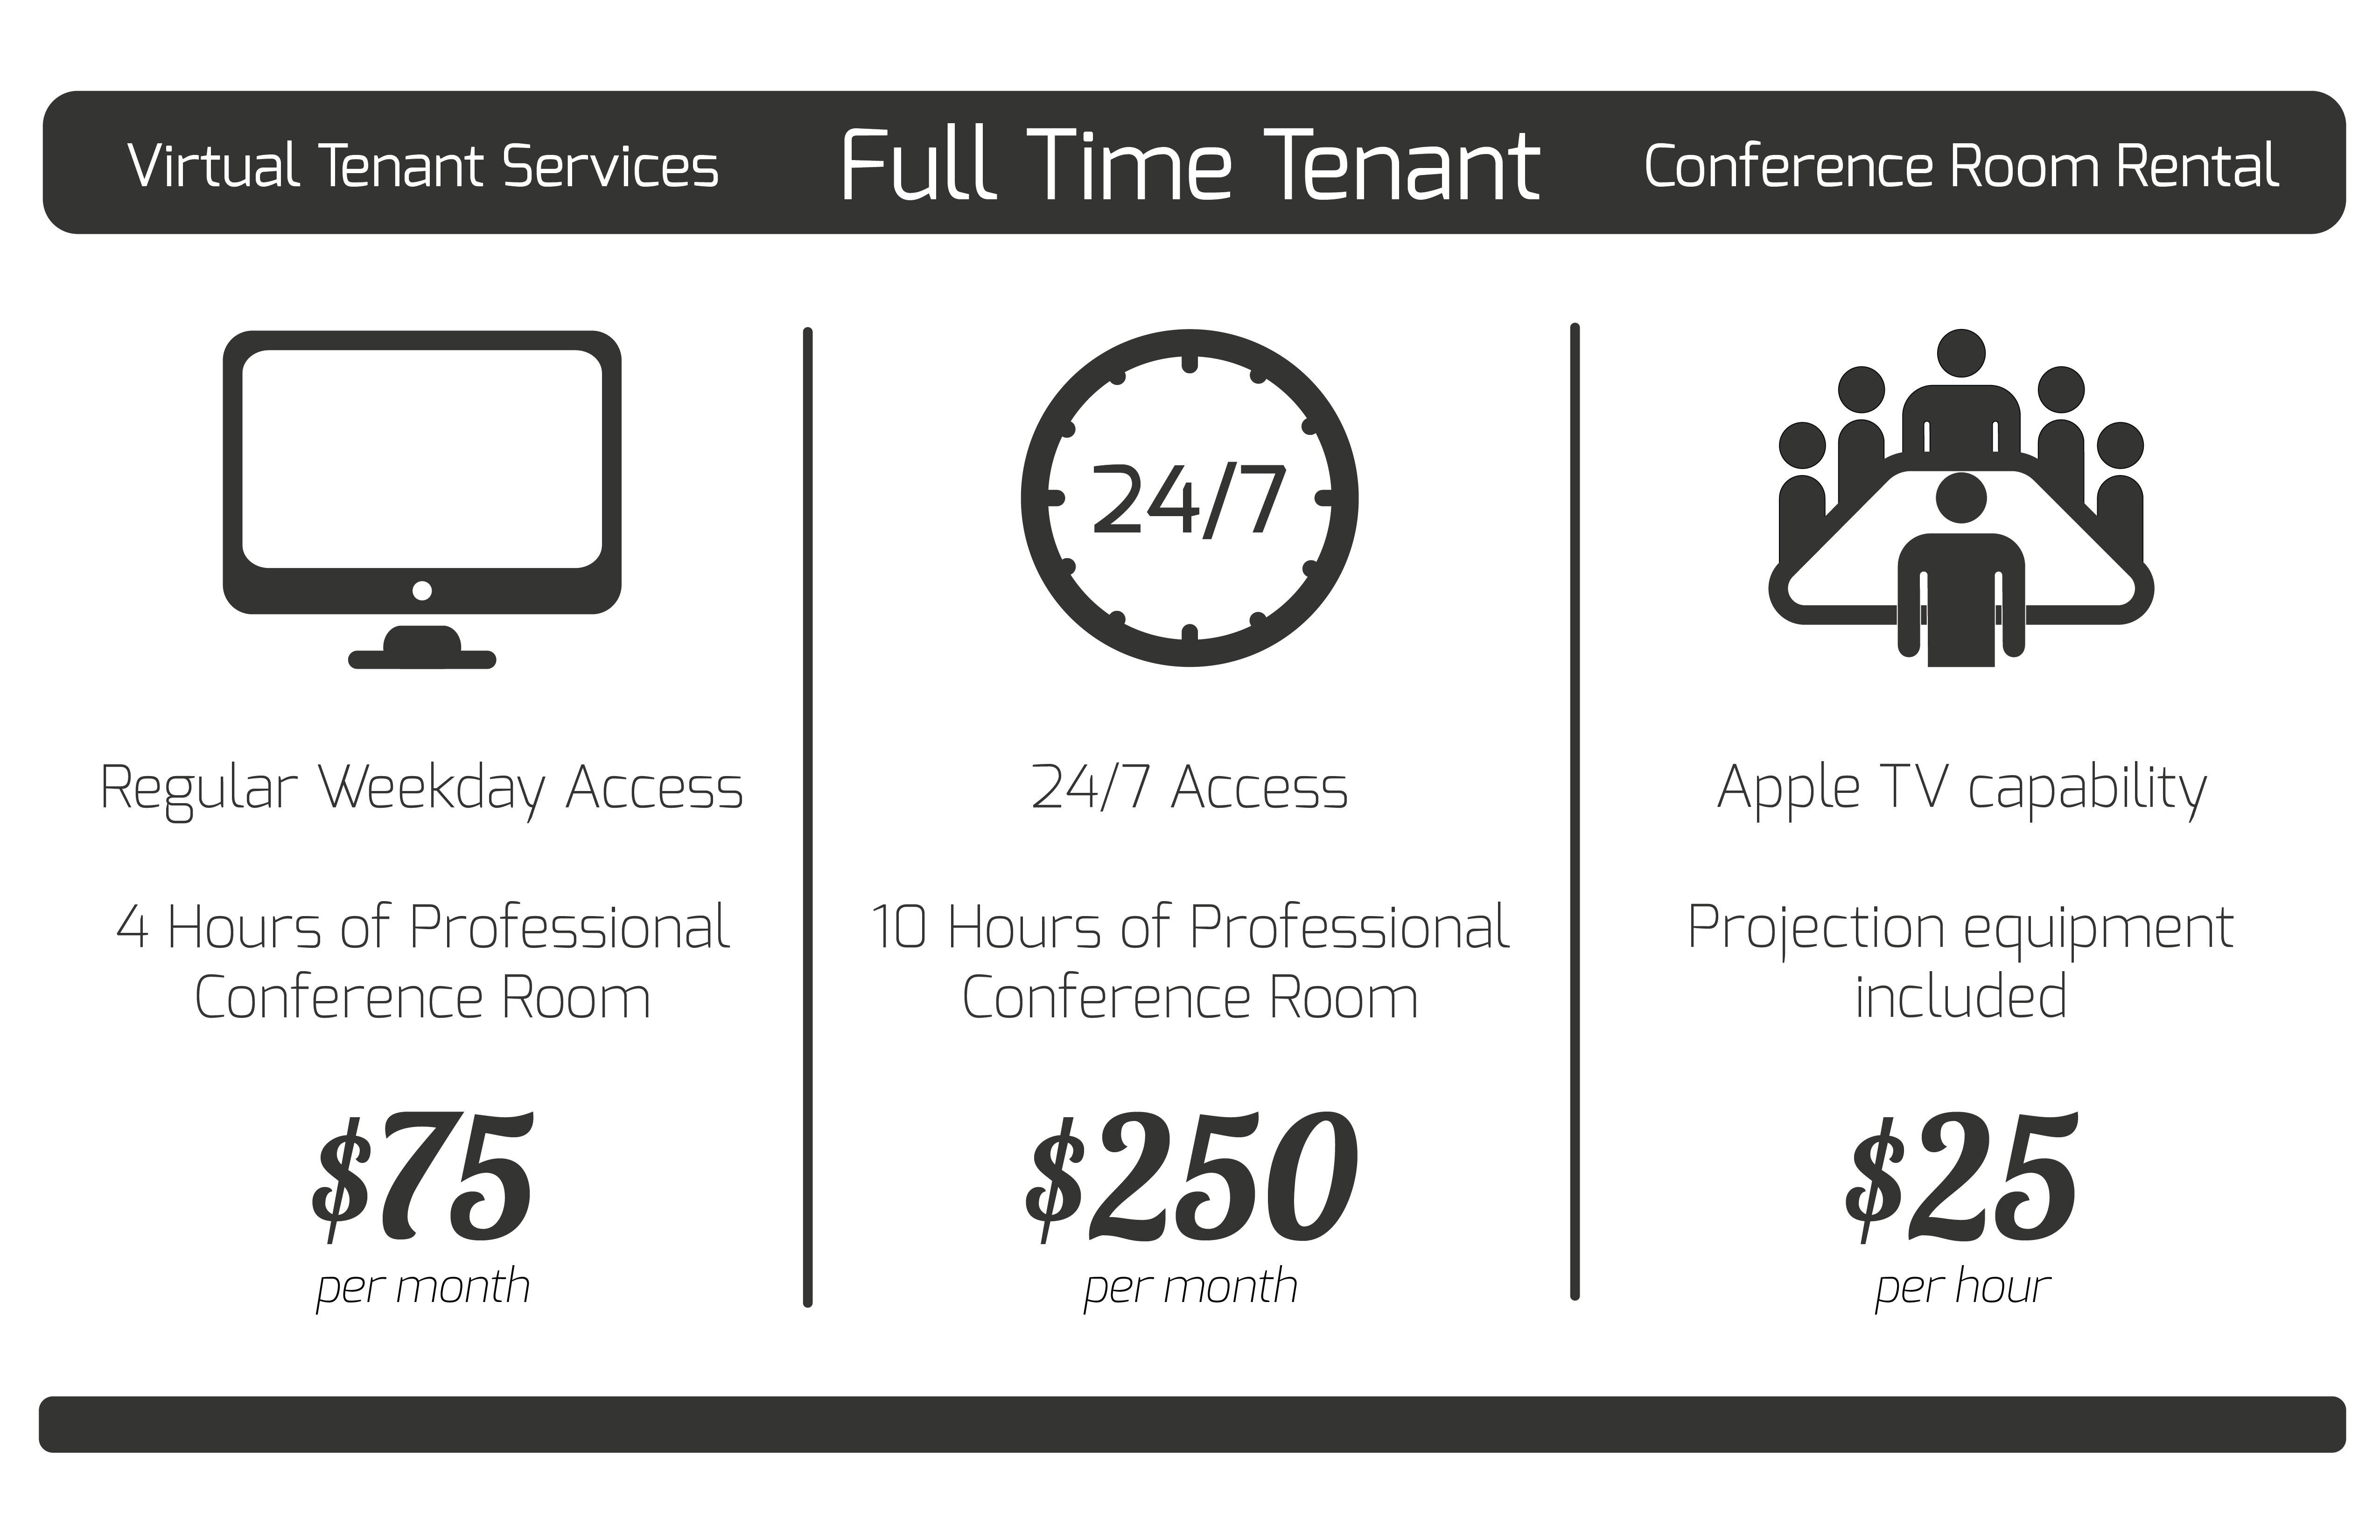 Virtual Tenant Services
Full Time Tenant
Conference Room Rental
Regular Weekday Access
4 Hours of Professional
Conference Room
$75
per month
24/7
24/7 Access
10 Hours of Professional
Conference Room
$250
per month
Apple TV capability
Projection equipment
included
$25
per hour